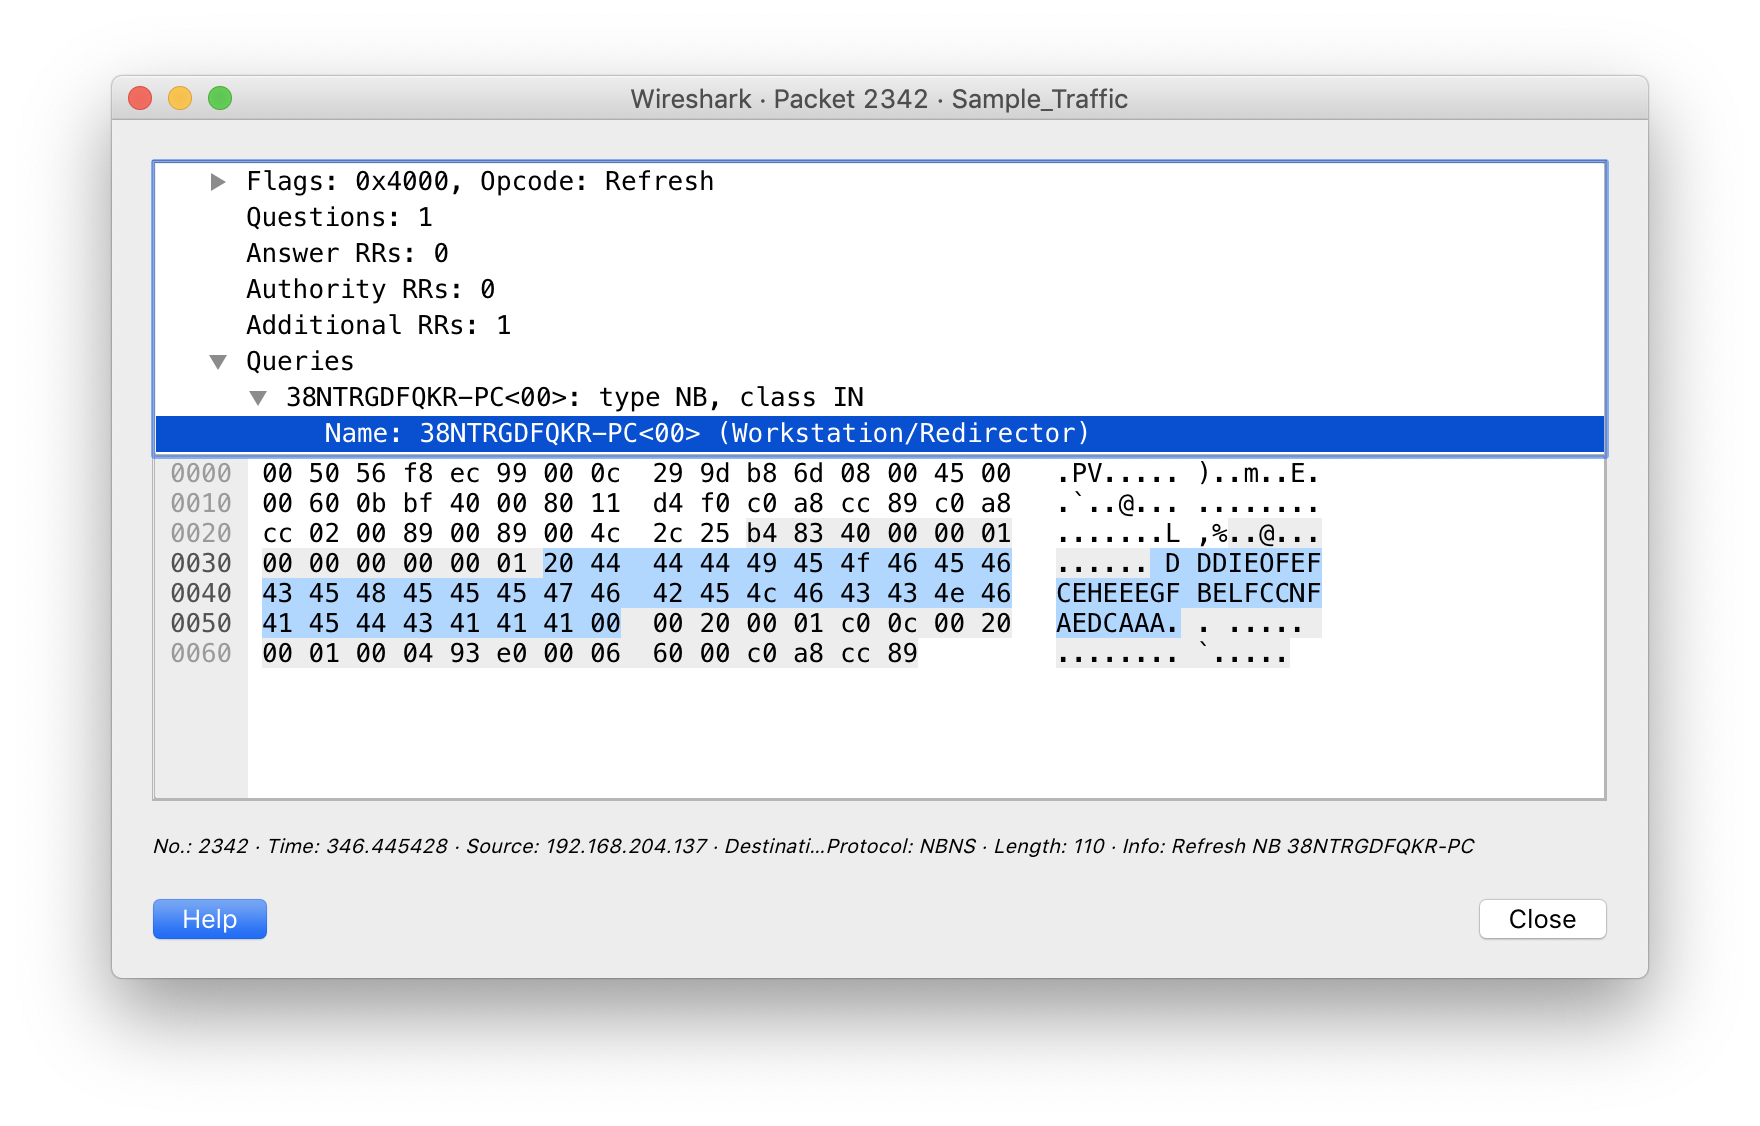 Wireshark · Packet 2342 · Sample_Traffic
Flags: 0x4000, Opcode: Refresh
Questions: 1
Answer RRs: 0
Authority RRs: 0
Additional RRs: 1
Queries
38NTRGDFQKR-PC<00>: type NB, class IN
Name: 38NTRGDFQKR-PC<00> (Workstation/Redirector)
0000 00 50 56 f8 ec 99 00 0c 29 9d b8 6d 08 00 45 00 .PV..... )..m..E.
0010 00 60 0b bf 40 00 80 11 d4 f0 c0 a8 cc 89 c0 a8 .`..@... ........
0020 cc 02 00 89 00 89 00 4c 2c 25 b4 83 40 00 00 01 .......L ,%..@...
0030 00 00 00 00 00 01 20 44 44 44 49 45 4f 46 45 46 ...... D DDIEOFEF
0040 43 45 48 45 45 45 47 46 42 45 4c 46 43 43 4e 46 CEHEEEGF BELFCCNF
0050 41 45 44 43 41 41 41 00 00 20 00 01 c0 0c 00 20 AEDCAAA. . .....
0060 00 01 00 04 93 e0 00 06 60 00 c0 a8 cc 89 ........ `.....
No.: 2342 · Time: 346.445428 · Source: 192.168.204.137 · Destinati...Protocol: NBNS · Length: 110 · Info: Refresh NB 38NTRGDFQKR-PC
Help
Close